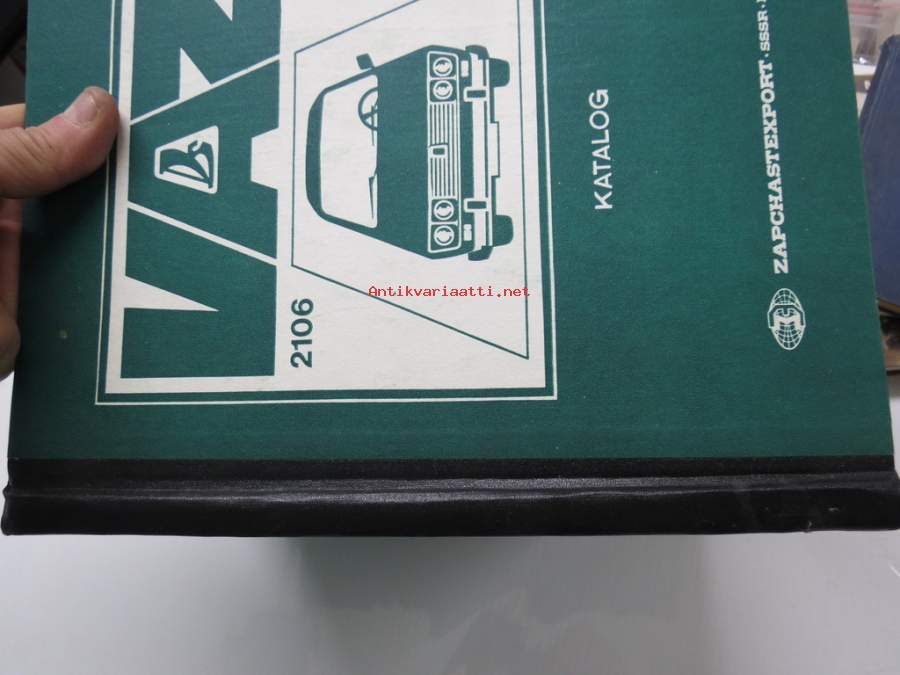 VAZ
2106
KATALOG
ZAPCHASTEXPORT · SSSR ·
Antikvariaatti.net